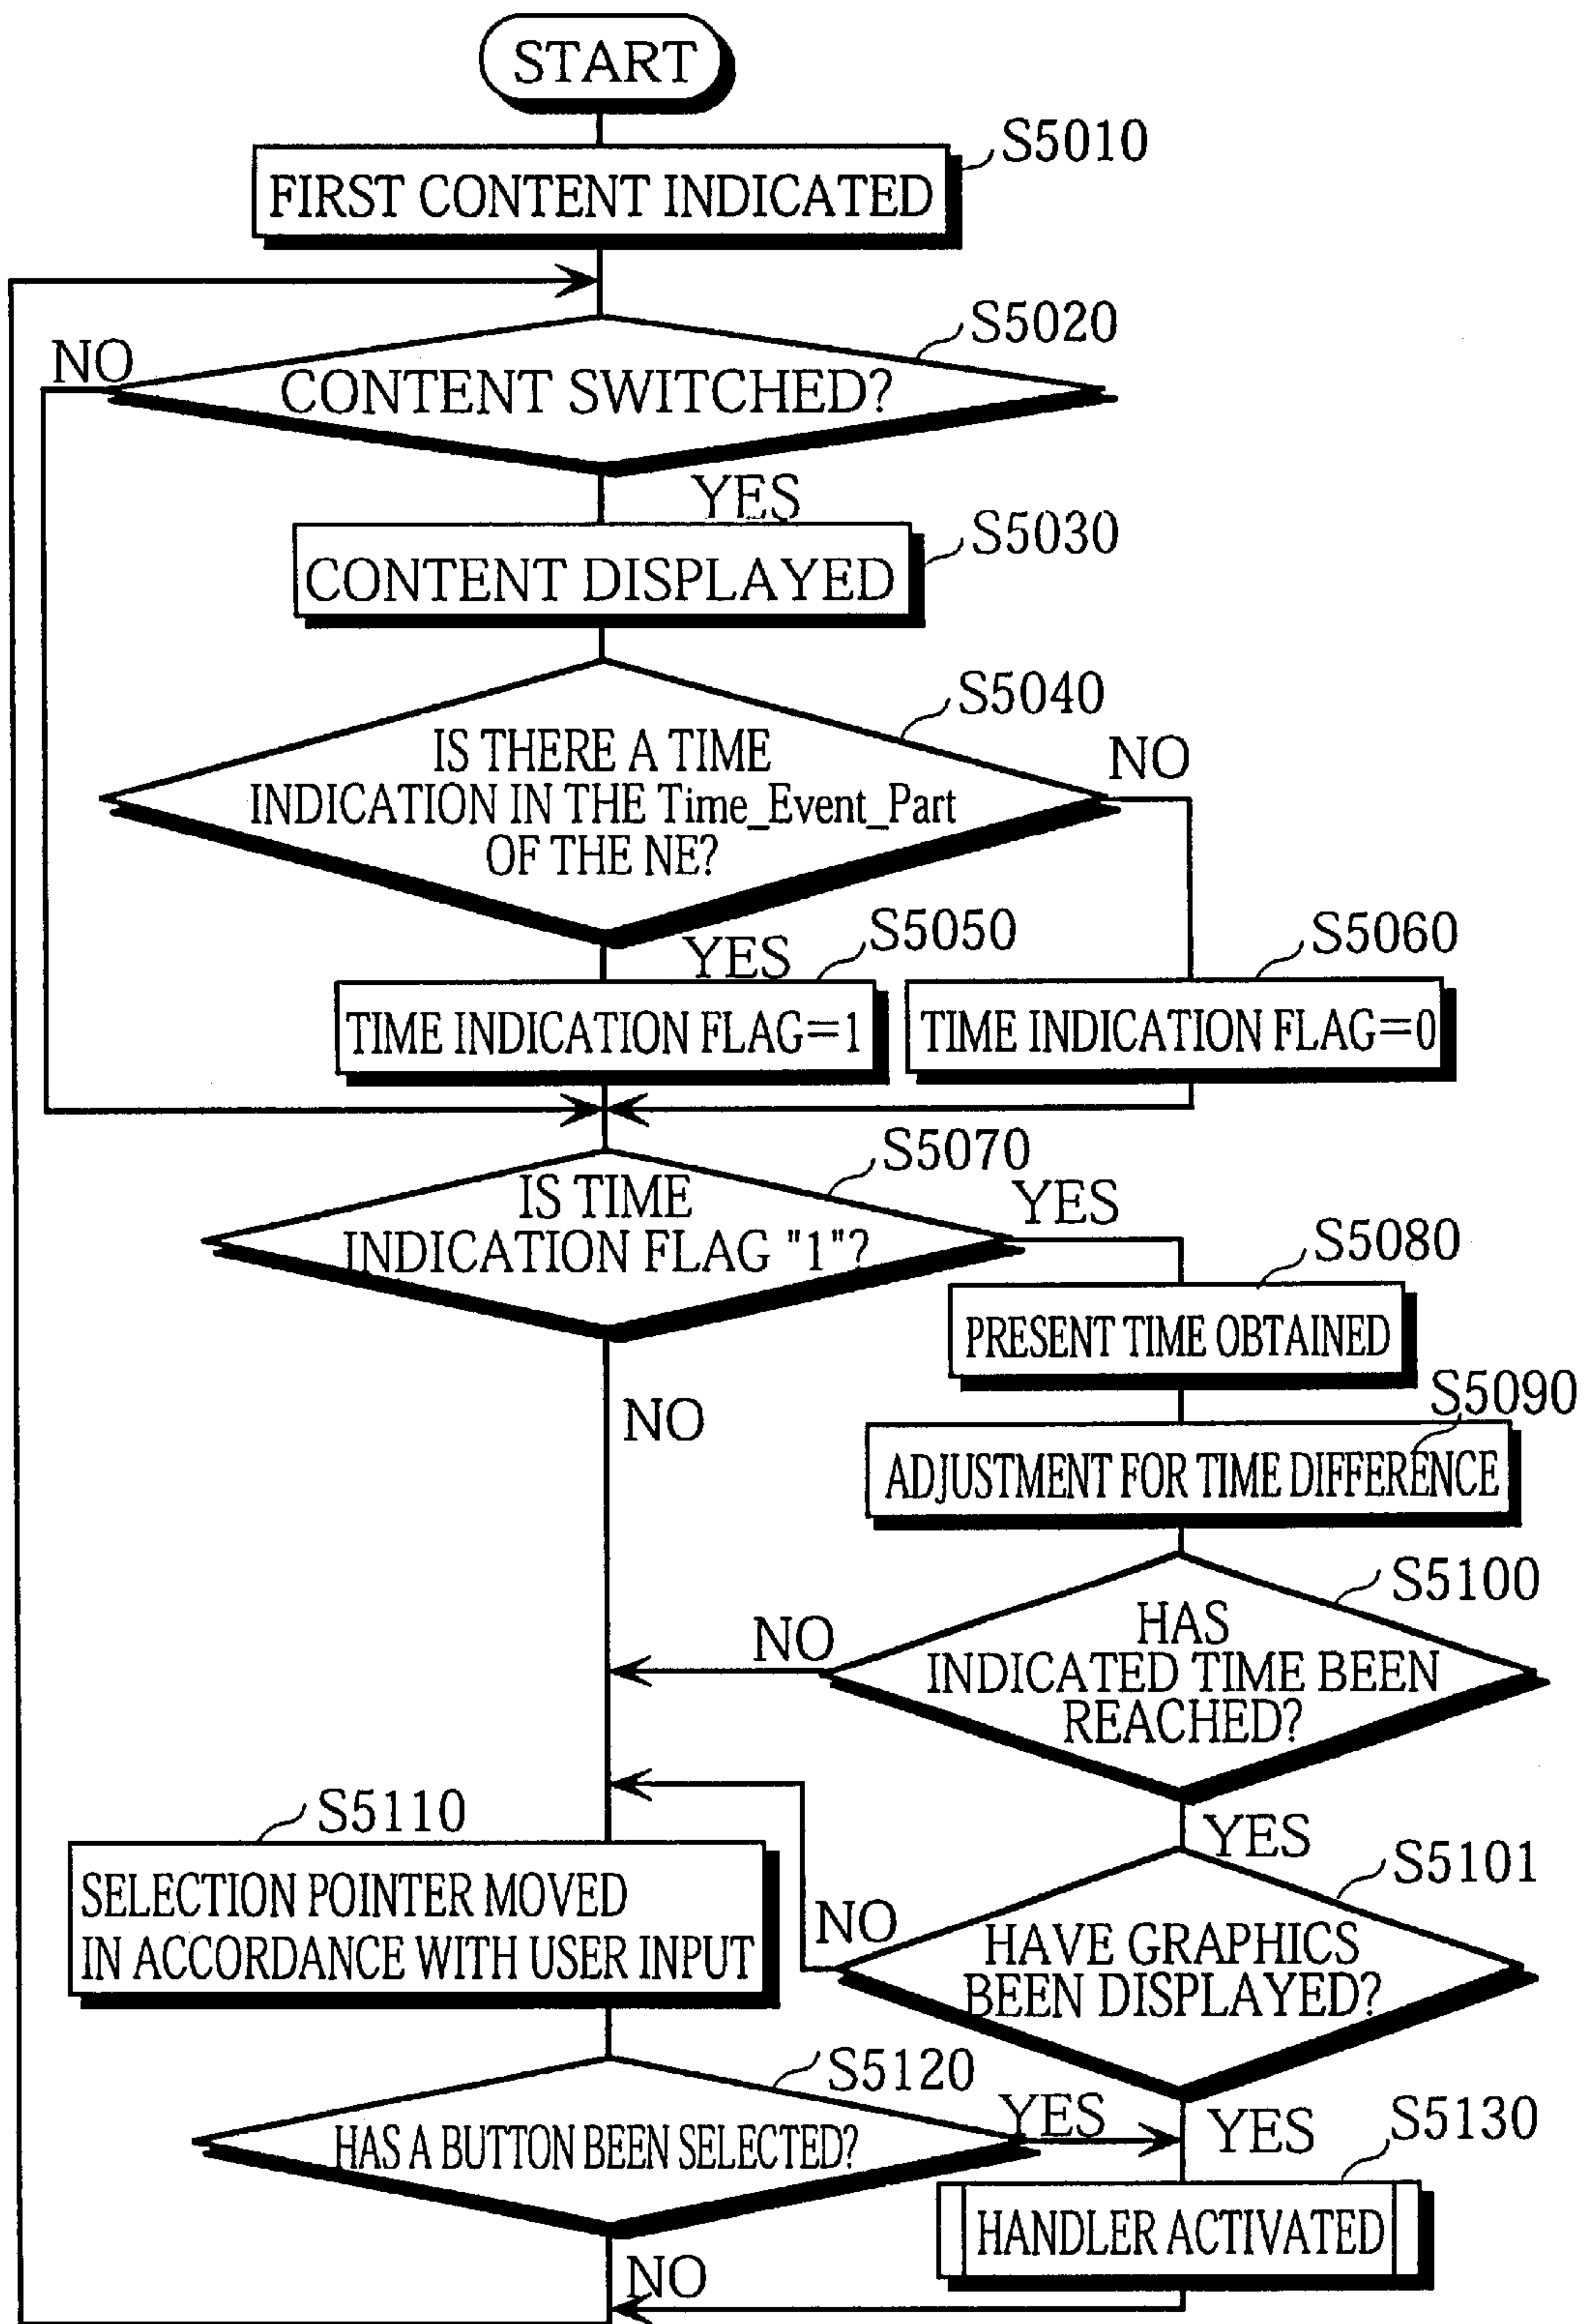 START
S5010
FIRST CONTENT INDICATED
S5020
NO
CONTENT SWITCHED?
YES
S5030
CONTENT DISPLAYED
S5040
IS THERE A TIME
INDICATION IN THE Time_Event_Part
OF THE NE?
NO
YES
S5050
S5060
TIME INDICATION FLAG=1
TIME INDICATION FLAG=0
S5070
IS TIME
INDICATION FLAG "1"?
YES
S5080
PRESENT TIME OBTAINED
NO
S5090
ADJUSTMENT FOR TIME DIFFERENCE
S5100
HAS
INDICATED TIME BEEN
REACHED?
NO
YES
S5110
SELECTION POINTER MOVED
IN ACCORDANCE WITH USER INPUT
S5101
NO
HAVE GRAPHICS
BEEN DISPLAYED?
S5120
HAS A BUTTON BEEN SELECTED?
YES
YES
S5130
HANDLER ACTIVATED
NO